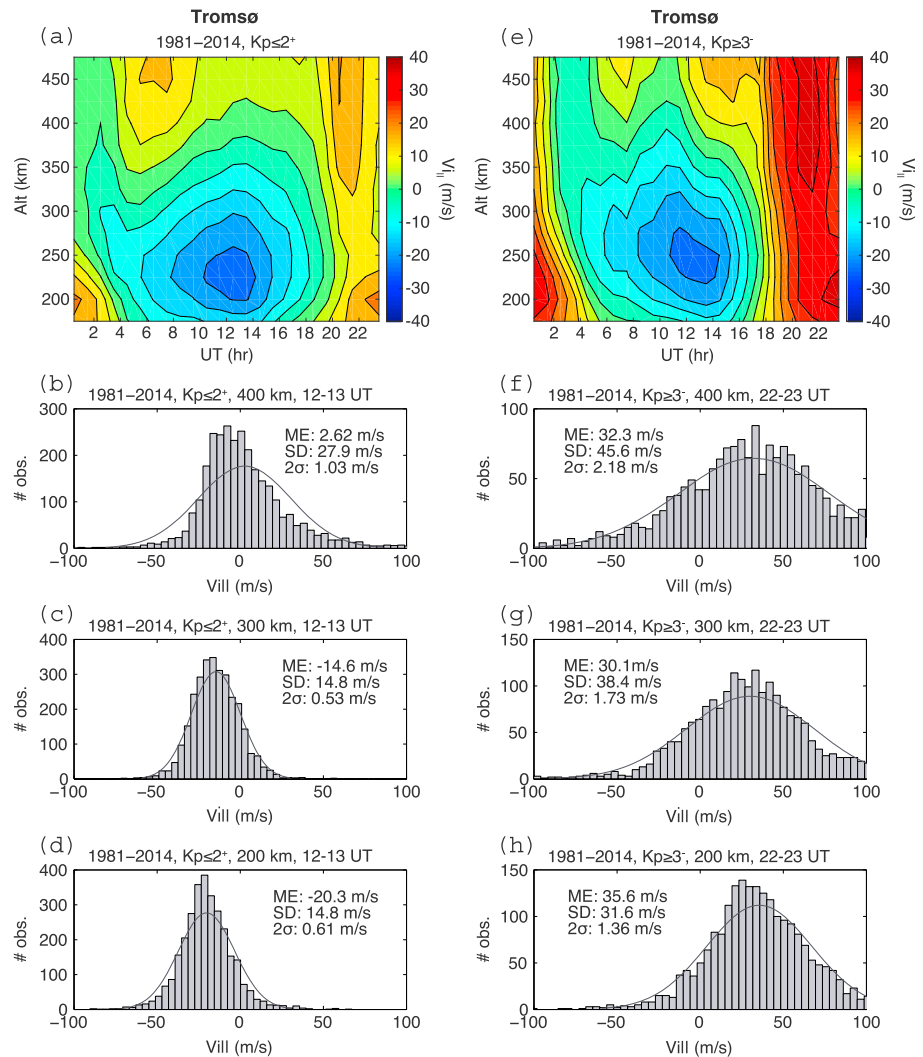 Tromsø
(a)
1981−2014, Kp≤2⁺
450
400
350
300
250
200
Alt (km)
2 4 6 8 10 12 14 16 18 20 22
UT (hr)
40
30
20
10
0
-10
-20
-30
-40
Vi|| (m/s)
Tromsø
(e)
1981−2014, Kp≥3⁻
450
400
350
300
250
200
Alt (km)
2 4 6 8 10 12 14 16 18 20 22
UT (hr)
40
30
20
10
0
-10
-20
-30
-40
Vi|| (m/s)
(b)
1981−2014, Kp≤2⁺, 400 km, 12-13 UT
300
200
100
0
# obs.
ME: 2.62 m/s
SD: 27.9 m/s
2σ: 1.03 m/s
−100 −50 0 50 100
Vill (m/s)
(f)
1981−2014, Kp≥3⁻, 400 km, 22-23 UT
100
50
0
# obs.
ME: 32.3 m/s
SD: 45.6 m/s
2σ: 2.18 m/s
−100 −50 0 50 100
Vill (m/s)
(c)
1981−2014, Kp≤2⁺, 300 km, 12-13 UT
400
300
200
100
0
# obs.
ME: -14.6 m/s
SD: 14.8 m/s
2σ: 0.53 m/s
−100 −50 0 50 100
Vill (m/s)
(g)
1981−2014, Kp≥3⁻, 300 km, 22-23 UT
150
100
50
0
# obs.
ME: 30.1m/s
SD: 38.4 m/s
2σ: 1.73 m/s
−100 −50 0 50 100
Vill (m/s)
(d)
1981−2014, Kp≤2⁺, 200 km, 12-13 UT
400
300
200
100
0
# obs.
ME: -20.3 m/s
SD: 14.8 m/s
2σ: 0.61 m/s
−100 −50 0 50 100
Vill (m/s)
(h)
1981−2014, Kp≥3⁻, 200 km, 22-23 UT
150
100
50
0
# obs.
ME: 35.6 m/s
SD: 31.6 m/s
2σ: 1.36 m/s
−100 −50 0 50 100
Vill (m/s)